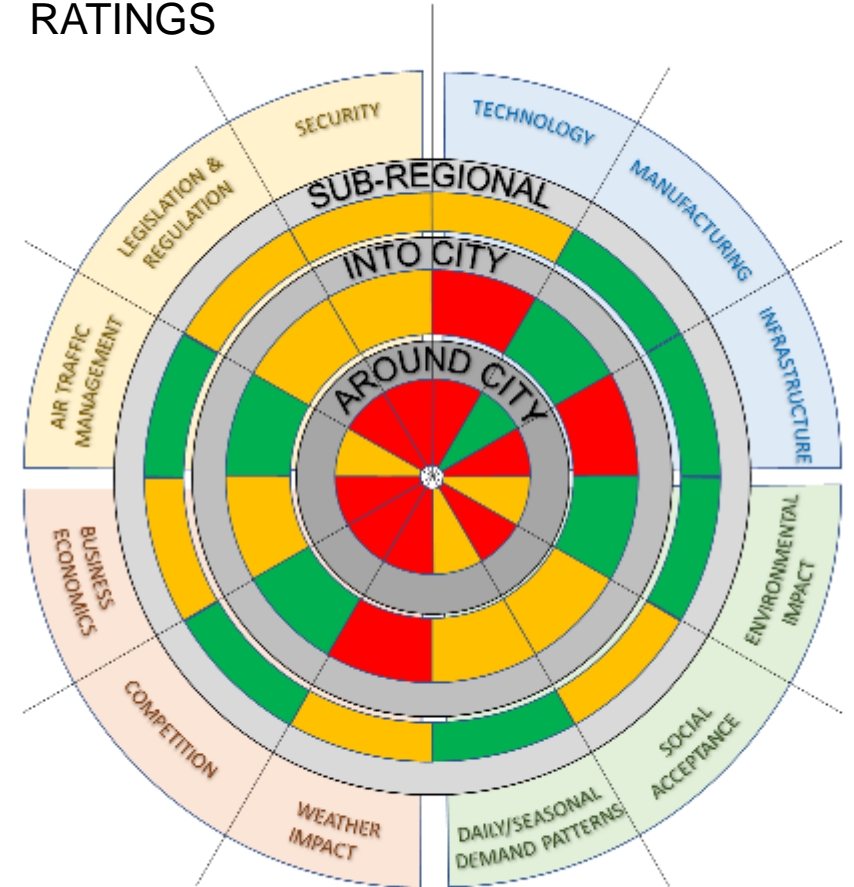 RATINGS
SECURITY
TECHNOLOGY
LEGISLATION &
REGULATION
MANUFACTURING
AIR TRAFFIC
MANAGEMENT
INFRASTRUCTURE
SUB-REGIONAL
INTO CITY
AROUND CITY
BUSINESS
ECONOMICS
ENVIRONMENTAL
IMPACT
COMPETITION
SOCIAL
ACCEPTANCE
WEATHER
IMPACT
DAILY/SEASONAL
DEMAND PATTERNS